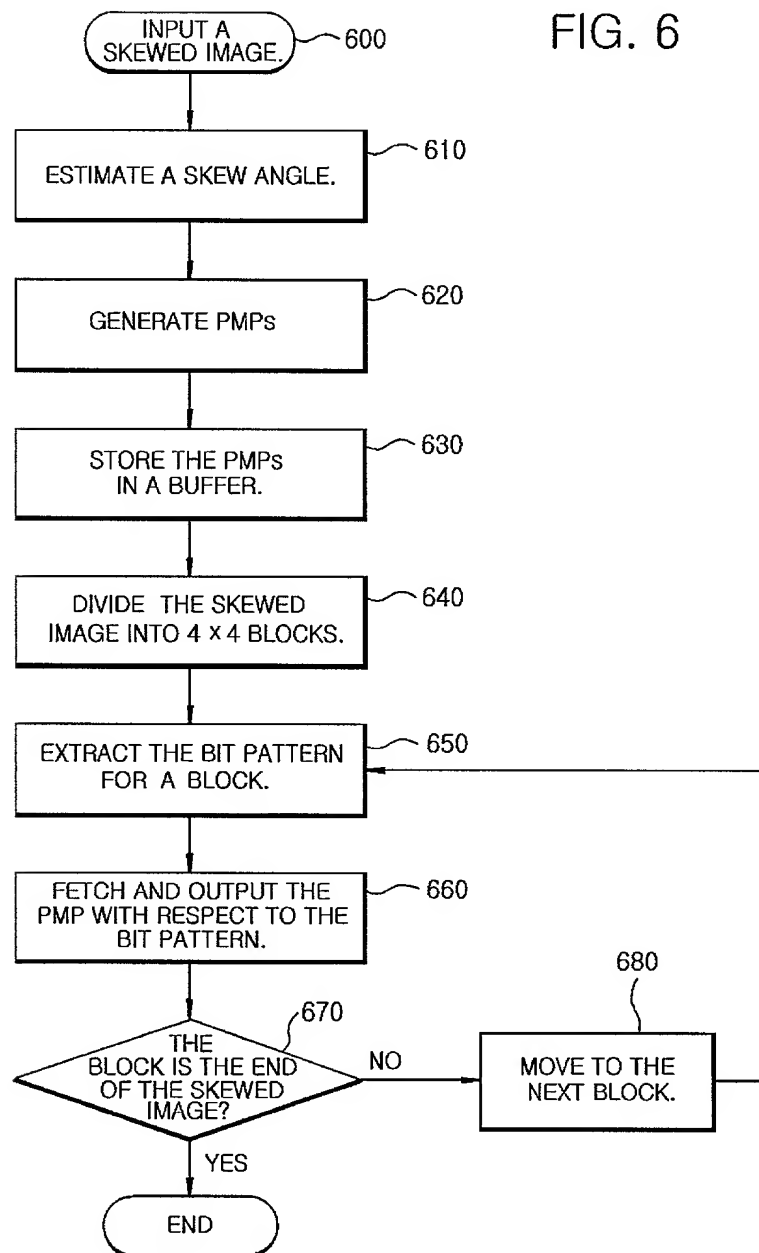 FIG. 6
INPUT A
SKEWED IMAGE.
600
610
ESTIMATE A SKEW ANGLE.
620
GENERATE PMPs
630
STORE THE PMPs
IN A BUFFER.
640
DIVIDE THE SKEWED
IMAGE INTO 4 × 4 BLOCKS.
650
EXTRACT THE BIT PATTERN
FOR A BLOCK.
660
FETCH AND OUTPUT THE
PMP WITH RESPECT TO THE
BIT PATTERN.
670
THE
BLOCK IS THE END
OF THE SKEWED
IMAGE?
NO
680
MOVE TO THE
NEXT BLOCK.
YES
END